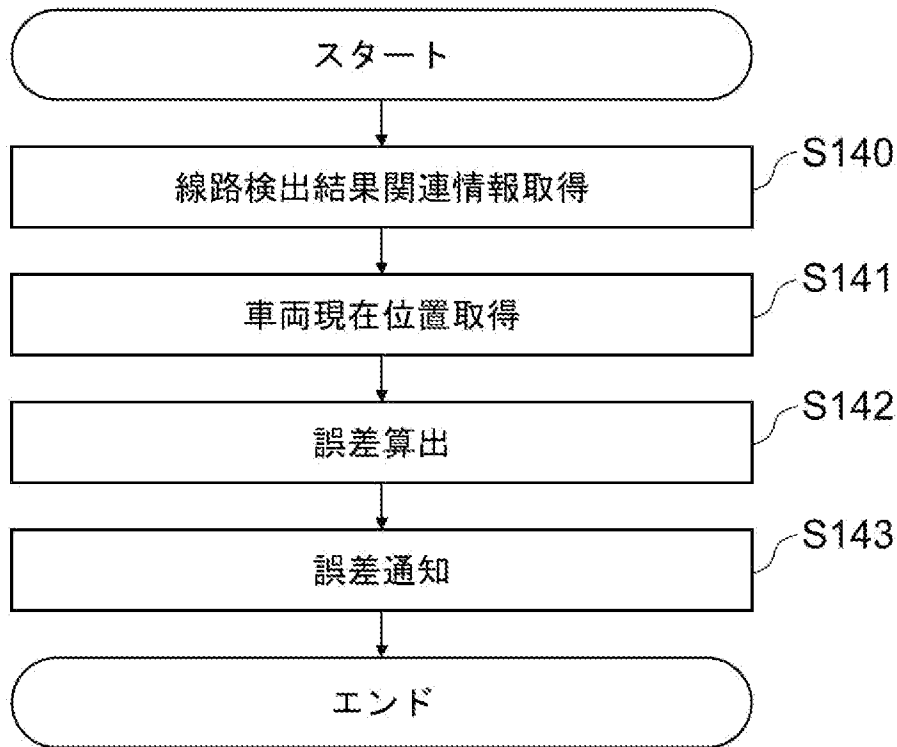 スタート
線路検出結果関連情報取得
S140
車両現在位置取得
S141
誤差算出
S142
誤差通知
S143
エンド